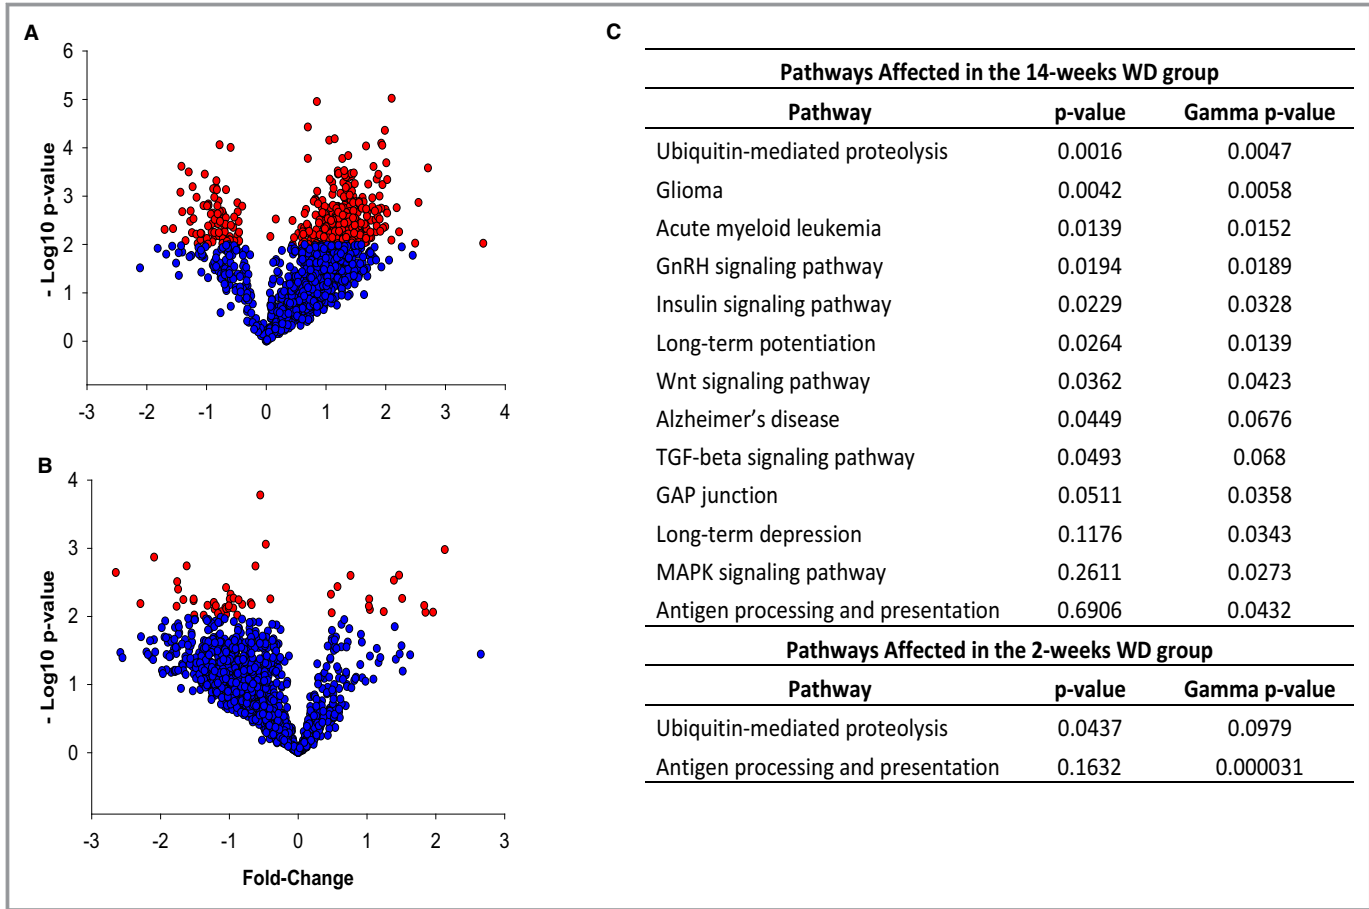 A
6
5
4
3
2
1
0
- Log10 p-value
-3 -2 -1 0 1 2 3 4
B
4
3
2
1
0
- Log10 p-value
-3 -2 -1 0 1 2 3
Fold-Change
C
Pathways Affected in the 14-weeks WD group
Pathway p-value Gamma p-value
Ubiquitin-mediated proteolysis 0.0016 0.0047
Glioma 0.0042 0.0058
Acute myeloid leukemia 0.0139 0.0152
GnRH signaling pathway 0.0194 0.0189
Insulin signaling pathway 0.0229 0.0328
Long-term potentiation 0.0264 0.0139
Wnt signaling pathway 0.0362 0.0423
Alzheimer’s disease 0.0449 0.0676
TGF-beta signaling pathway 0.0493 0.068
GAP junction 0.0511 0.0358
Long-term depression 0.1176 0.0343
MAPK signaling pathway 0.2611 0.0273
Antigen processing and presentation 0.6906 0.0432
Pathways Affected in the 2-weeks WD group
Pathway p-value Gamma p-value
Ubiquitin-mediated proteolysis 0.0437 0.0979
Antigen processing and presentation 0.1632 0.000031